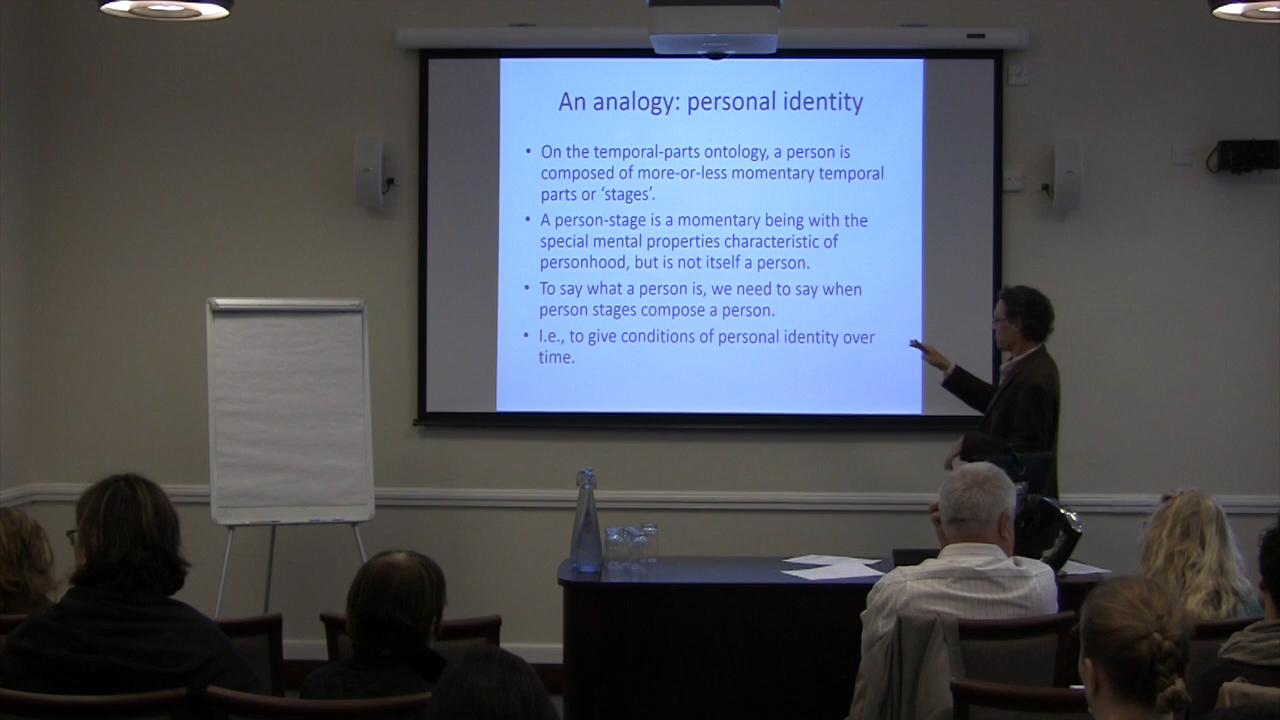 An analogy: personal identity
• On the temporal-parts ontology, a person is
composed of more-or-less momentary temporal
parts or ‘stages’.
• A person-stage is a momentary being with the
special mental properties characteristic of
personhood, but is not itself a person.
• To say what a person is, we need to say when
person stages compose a person.
• I.e., to give conditions of personal identity over
time.